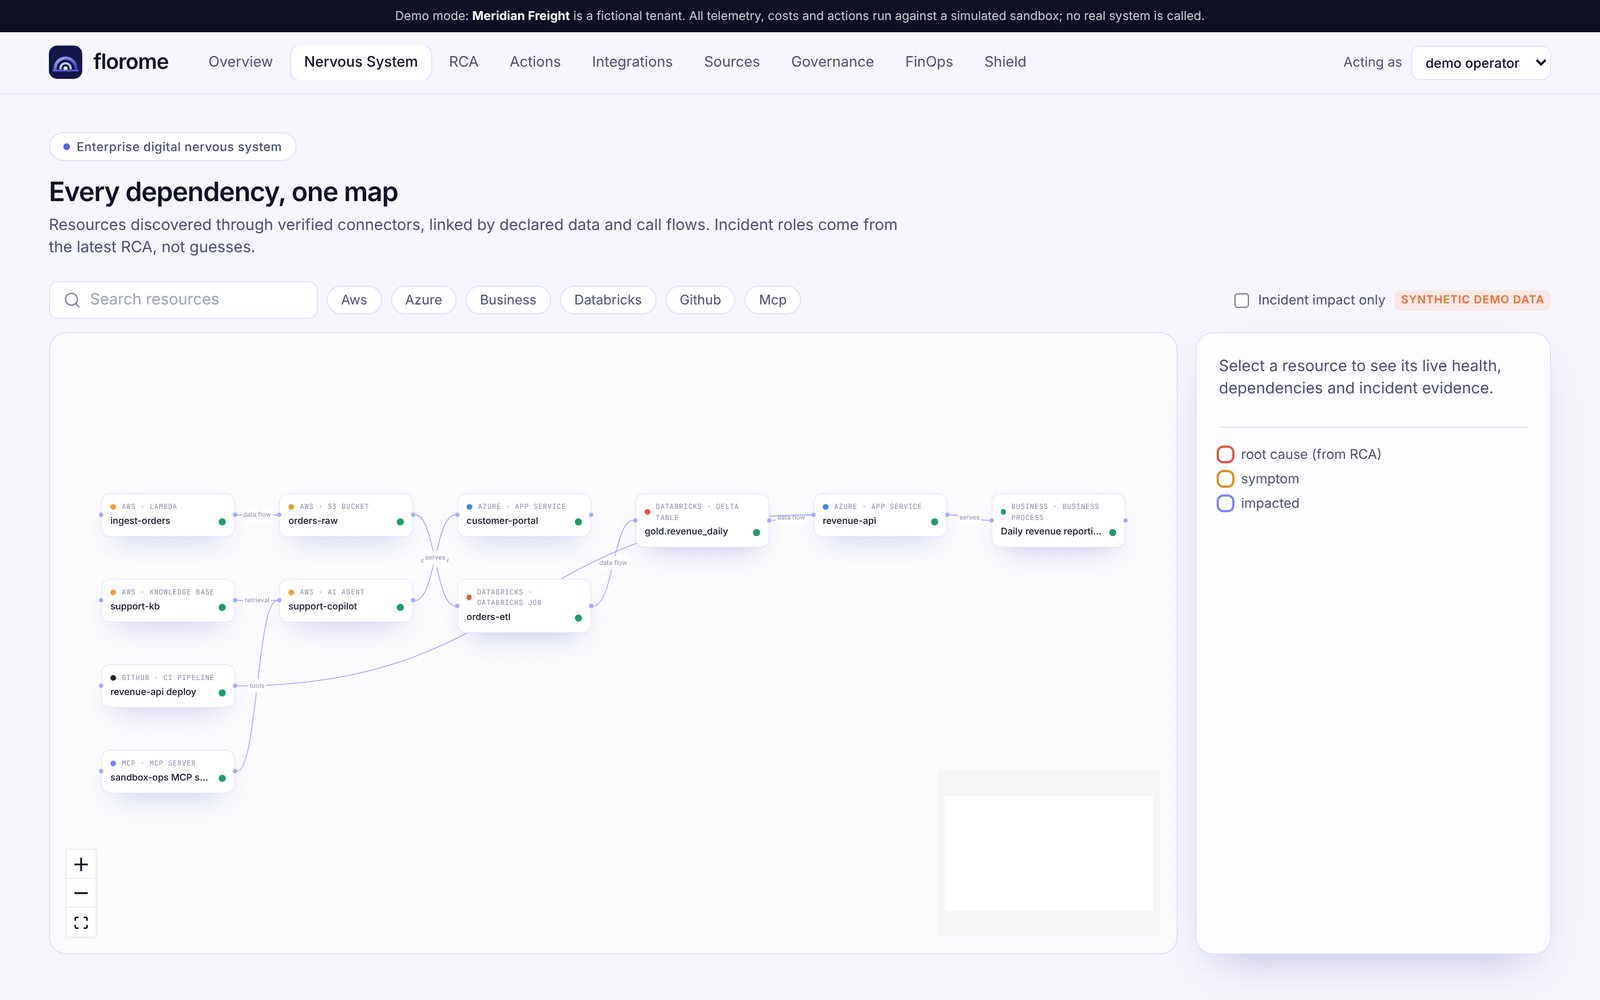 Demo mode: Meridian Freight is a fictional tenant. All telemetry, costs and actions run against a simulated sandbox; no real system is called.
florome
Overview
Nervous System
RCA
Actions
Integrations
Sources
Governance
FinOps
Shield
Acting as
demo operator
Enterprise digital nervous system
Every dependency, one map
Resources discovered through verified connectors, linked by declared data and call flows. Incident roles come from
the latest RCA, not guesses.
Search resources
Aws
Azure
Business
Databricks
Github
Mcp
Incident impact only
SYNTHETIC DEMO DATA
AWS · LAMBDA
ingest-orders
data flow
AWS · S3 BUCKET
orders-raw
AZURE · APP SERVICE
customer-portal
DATABRICKS · DELTA
TABLE
gold.revenue_daily
data flow
AZURE · APP SERVICE
revenue-api
serves
BUSINESS · BUSINESS
PROCESS
Daily revenue reporti...
serves
data flow
AWS · KNOWLEDGE BASE
support-kb
retrieval
AWS · AI AGENT
support-copilot
DATABRICKS ·
DATABRICKS JOB
orders-etl
GITHUB · CI PIPELINE
revenue-api deploy
tools
MCP · MCP SERVER
sandbox-ops MCP s...
Select a resource to see its live health,
dependencies and incident evidence.
root cause (from RCA)
symptom
impacted